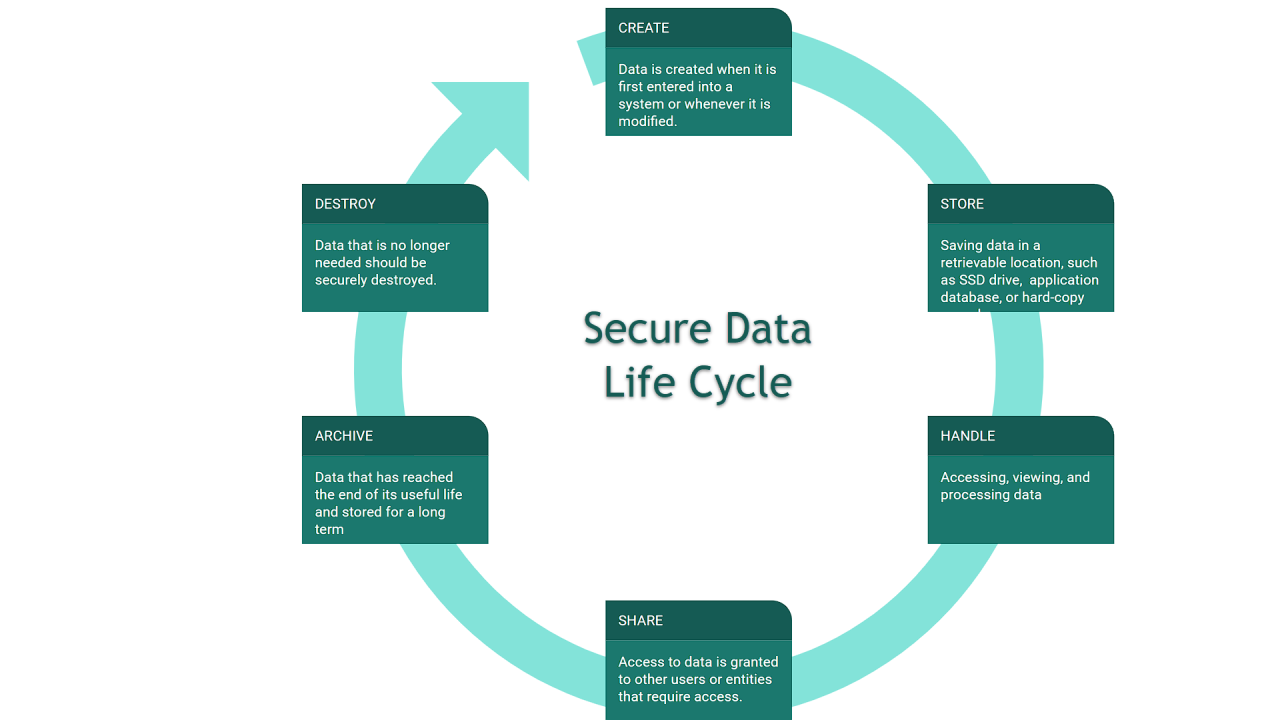 CREATE
Data is created when it is
first entered into a
system or whenever it is
modified.
STORE
Saving data in a
retrievable location, such
as SSD drive,  application
database, or hard-copy
HANDLE
Accessing, viewing, and
processing data
SHARE
Access to data is granted
to other users or entities
that require access.
ARCHIVE
Data that has reached
the end of its useful life
and stored for a long
term
DESTROY
Data that is no longer
needed should be
securely destroyed.
Secure Data
Life Cycle